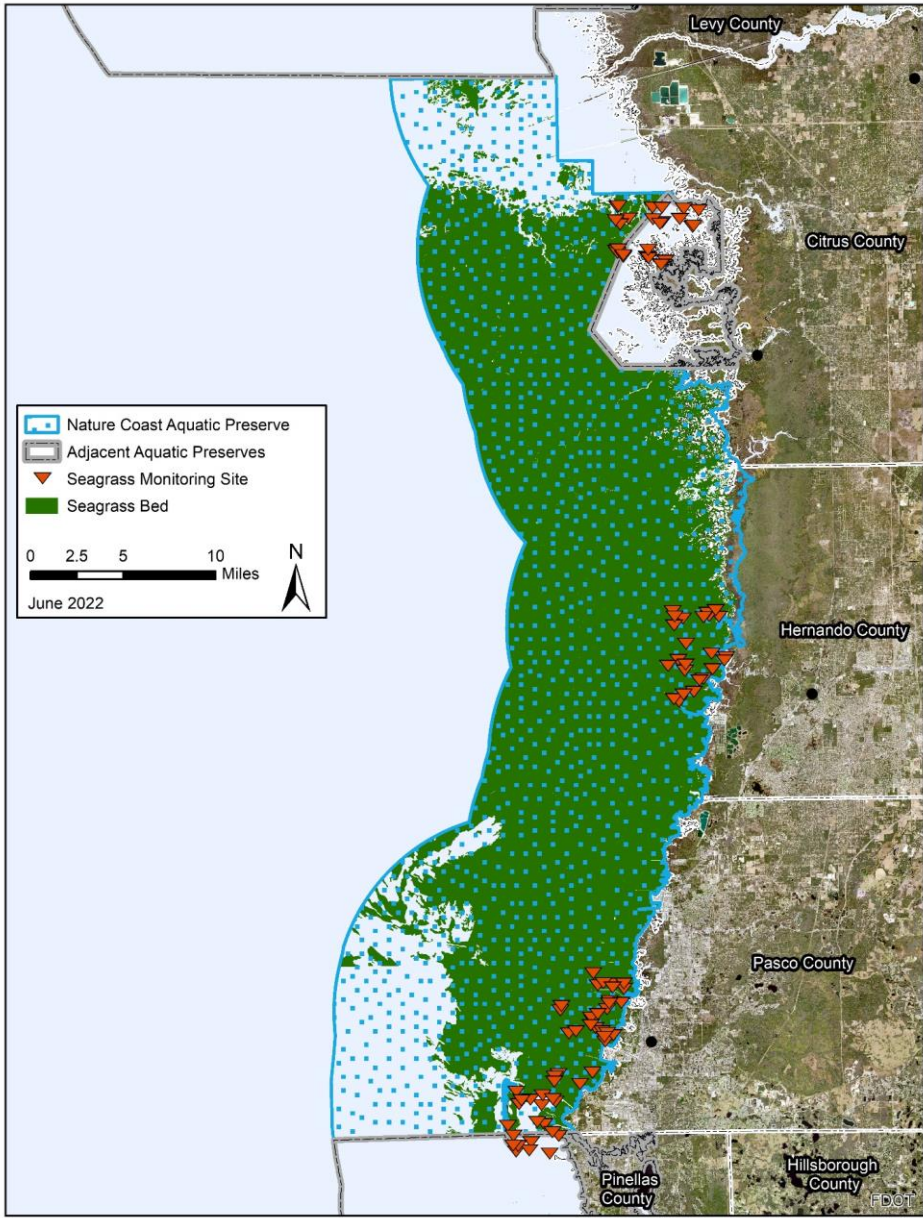 Levy County
Citrus County
Nature Coast Aquatic Preserve
Adjacent Aquatic Preserves
Seagrass Monitoring Site
Seagrass Bed
0 2.5 5 10
Miles
N
June 2022
Hernando County
Pasco County
Pinellas
County
Hillsborough
County
FDOT